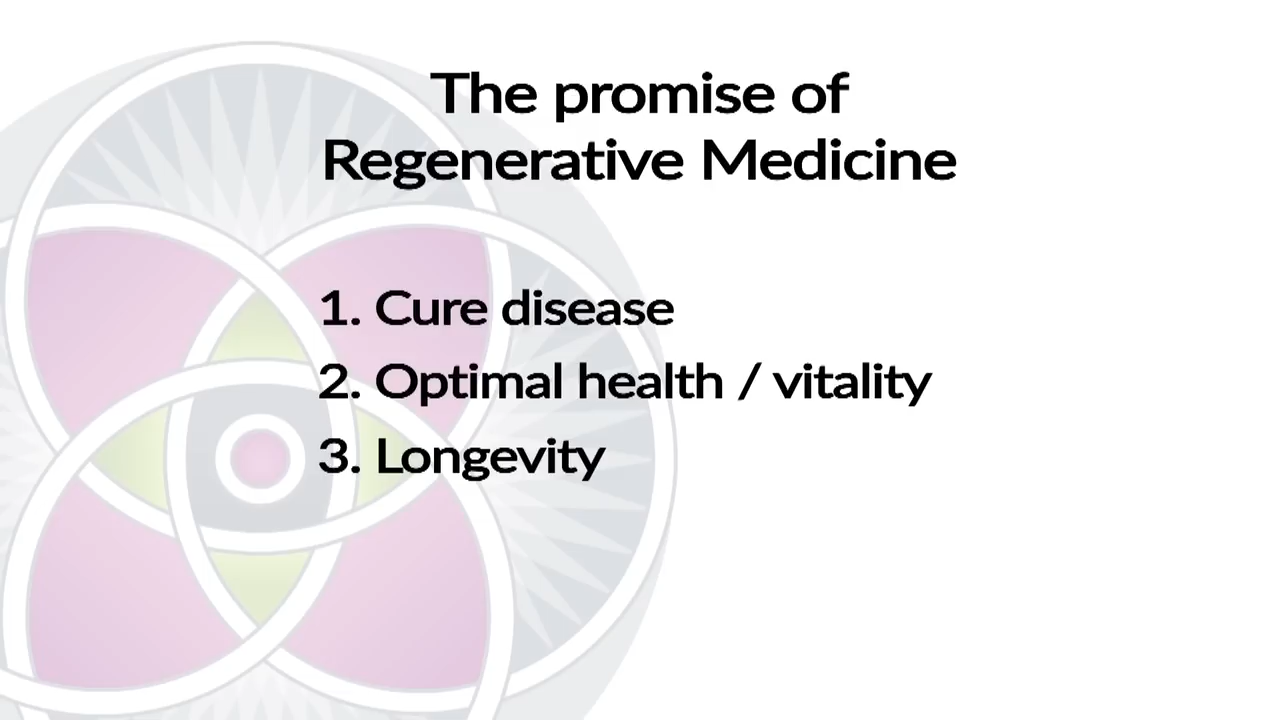 The promise of
Regenerative Medicine
1. Cure disease
2. Optimal health / vitality
3. Longevity